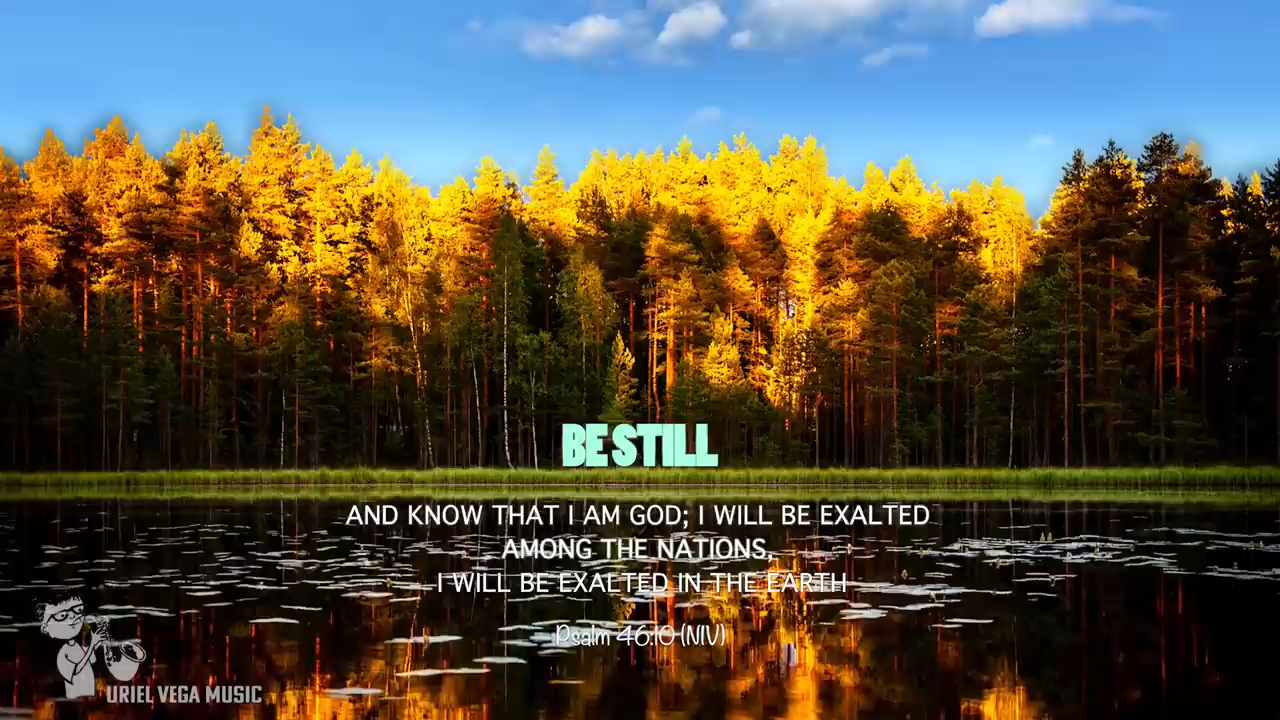 BE STILL
AND KNOW THAT I AM GOD; I WILL BE EXALTED
AMONG THE NATIONS,
I WILL BE EXALTED IN THE EARTH
Psalm 46:10 (NIV)
URIEL VEGA MUSIC